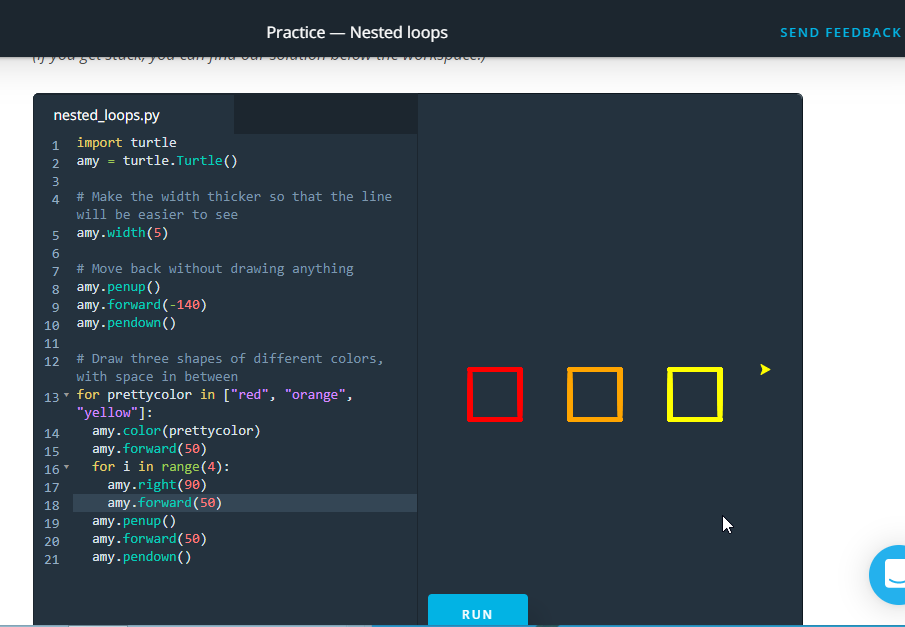 Practice — Nested loops
SEND FEEDBACK
(If you get stuck, you can find our solution below the workspace.)
nested_loops.py
1 import turtle
2 amy = turtle.Turtle()
3
4 # Make the width thicker so that the line
will be easier to see
5 amy.width(5)
6
7 # Move back without drawing anything
8 amy.penup()
9 amy.forward(-140)
10 amy.pendown()
11
12 # Draw three shapes of different colors,
with space in between
13 for prettycolor in ["red", "orange",
"yellow"]:
14 amy.color(prettycolor)
15 amy.forward(50)
16 for i in range(4):
17 amy.right(90)
18 amy.forward(50)
19 amy.penup()
20 amy.forward(50)
21 amy.pendown()
RUN